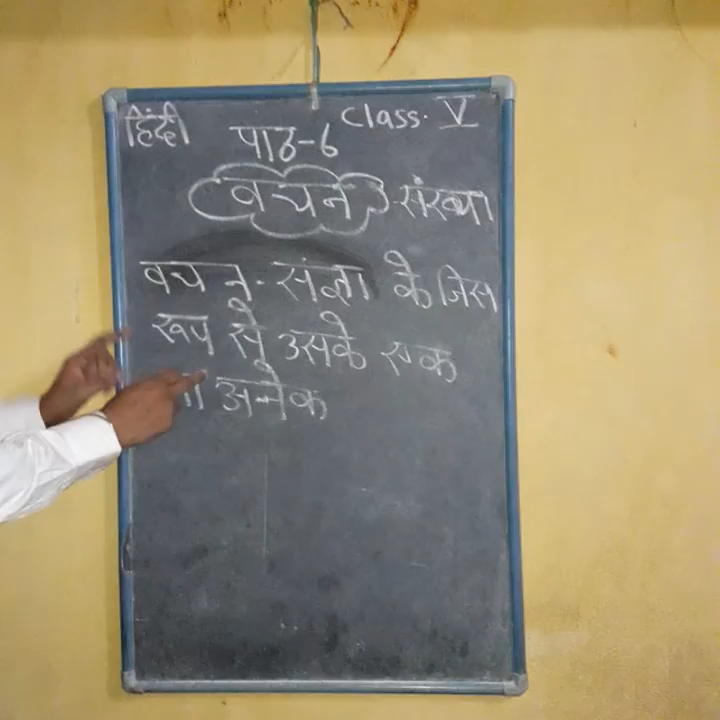 हिंदी Class. V
पाठ-6
वचन -संख्या
वचन - संज्ञा के जिस
रूप से उसके एक
अनेक